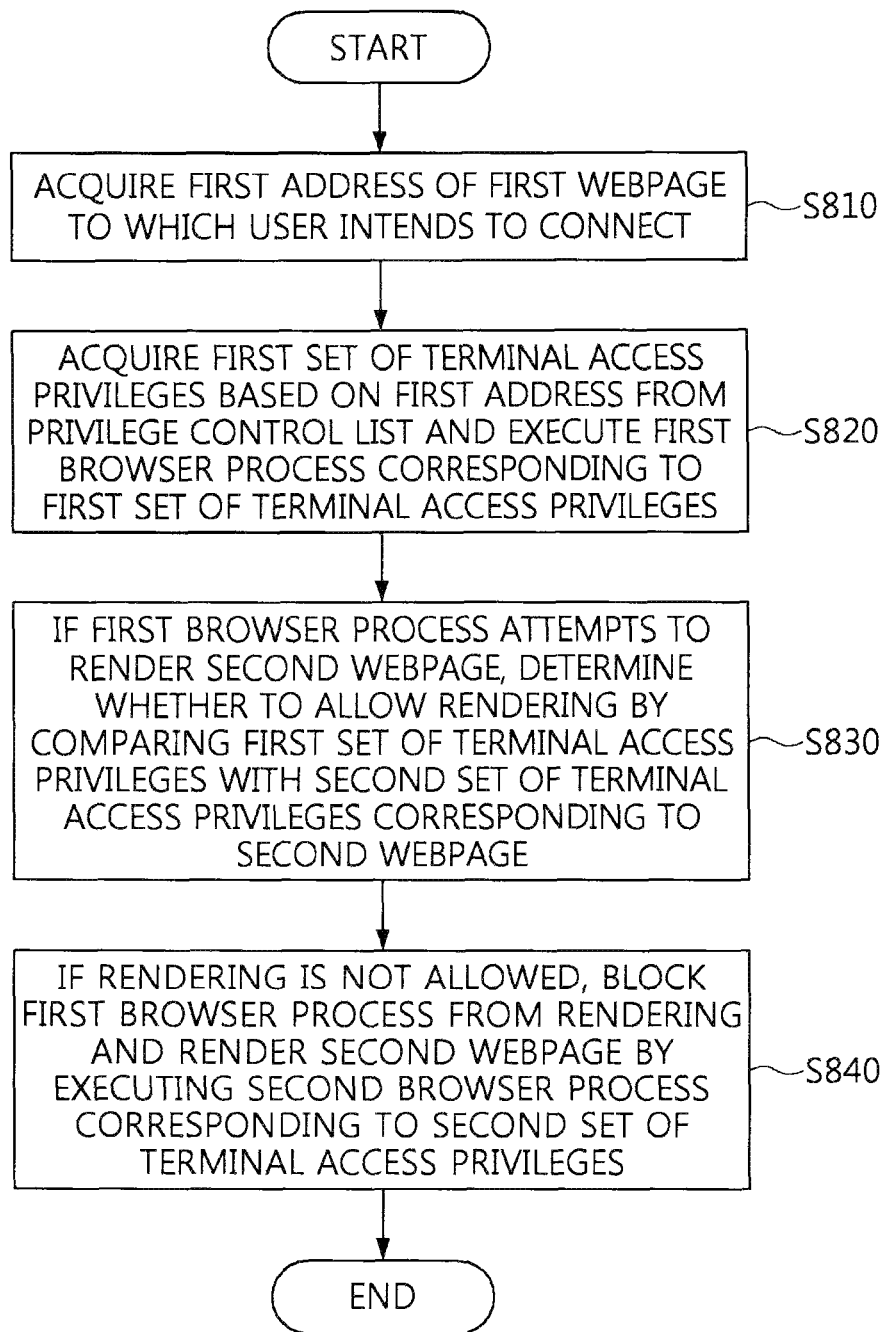 START
ACQUIRE FIRST ADDRESS OF FIRST WEBPAGE
TO WHICH USER INTENDS TO CONNECT
S810
ACQUIRE FIRST SET OF TERMINAL ACCESS
PRIVILEGES BASED ON FIRST ADDRESS FROM
PRIVILEGE CONTROL LIST AND EXECUTE FIRST
BROWSER PROCESS CORRESPONDING TO
FIRST SET OF TERMINAL ACCESS PRIVILEGES
S820
IF FIRST BROWSER PROCESS ATTEMPTS TO
RENDER SECOND WEBPAGE, DETERMINE
WHETHER TO ALLOW RENDERING BY
COMPARING FIRST SET OF TERMINAL ACCESS
PRIVILEGES WITH SECOND SET OF TERMINAL
ACCESS PRIVILEGES CORRESPONDING TO
SECOND WEBPAGE
S830
IF RENDERING IS NOT ALLOWED, BLOCK
FIRST BROWSER PROCESS FROM RENDERING
AND RENDER SECOND WEBPAGE BY
EXECUTING SECOND BROWSER PROCESS
CORRESPONDING TO SECOND SET OF
TERMINAL ACCESS PRIVILEGES
S840
END